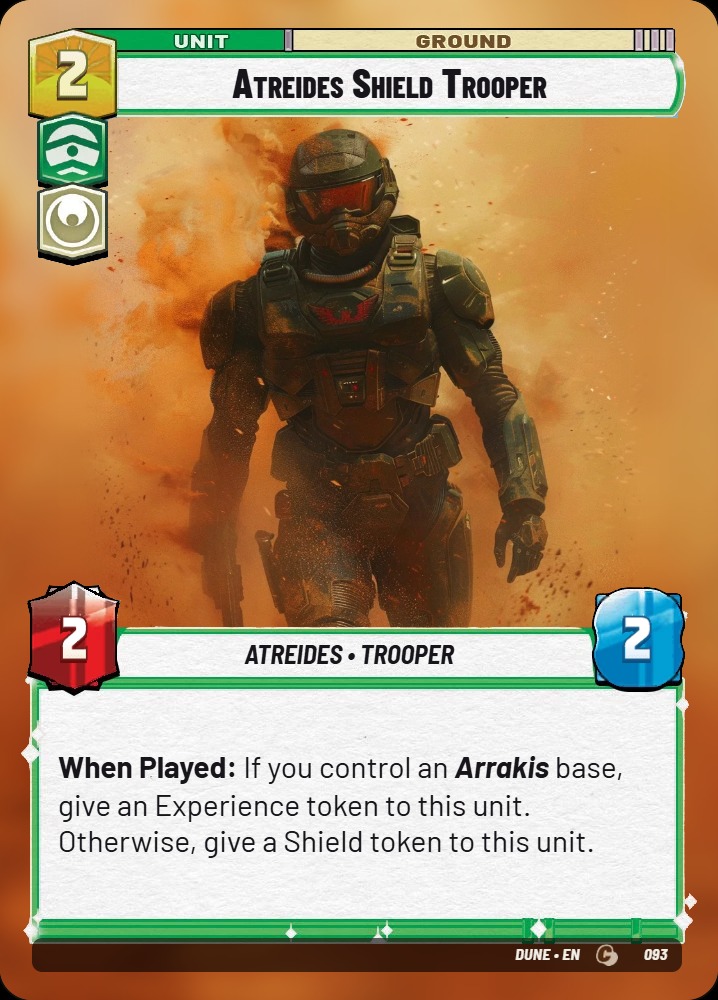 UNIT GROUND
2 Atreides Shield Trooper
2 ATREIDES • TROOPER 2
When Played: If you control an Arrakis base,
give an Experience token to this unit.
Otherwise, give a Shield token to this unit.
DUNE • EN C 093